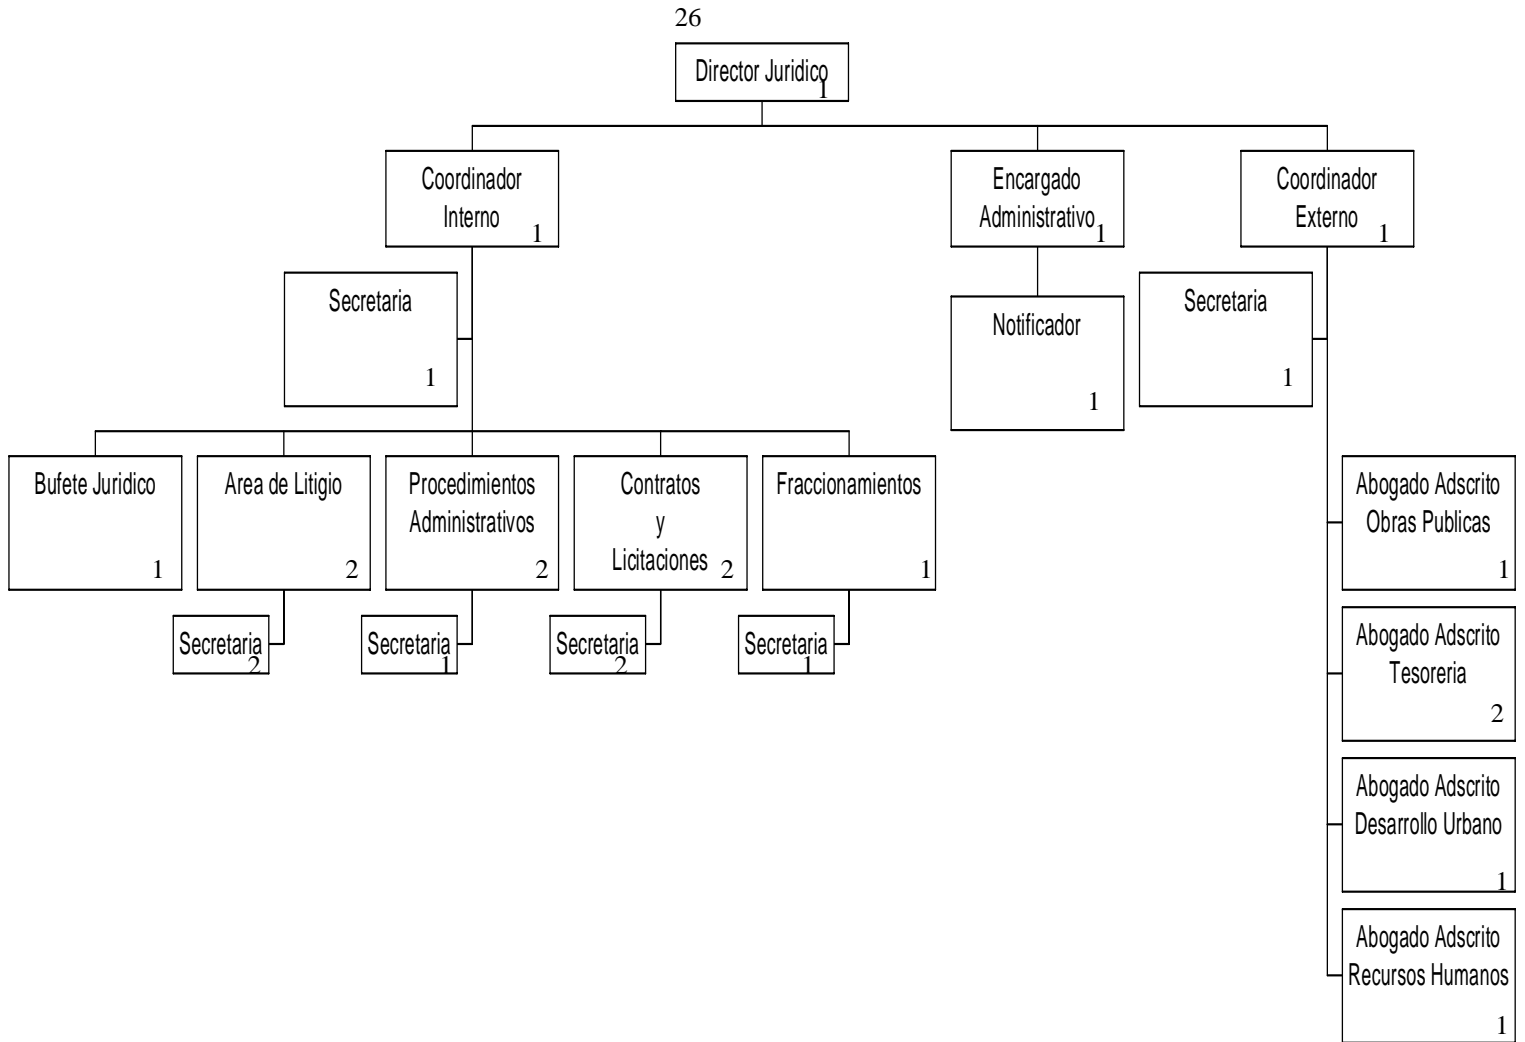 26
Director Juridico
1
Coordinador
Interno
1
Encargado
Administrativo
1
Coordinador
Externo
1
Secretaria
1
Notificador
1
Secretaria
1
Bufete Juridico
1
Area de Litigio
2
Procedimientos
Administrativos
2
Contratos
y
Licitaciones
2
Fraccionamientos
1
Secretaria
2
Secretaria
1
Secretaria
2
Secretaria
1
Abogado Adscrito
Obras Publicas
1
Abogado Adscrito
Tesoreria
2
Abogado Adscrito
Desarrollo Urbano
1
Abogado Adscrito
Recursos Humanos
1